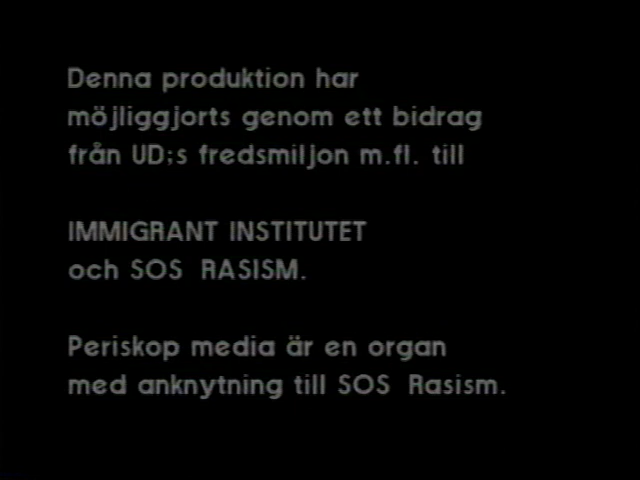 Denna produktion har
möjliggjorts genom ett bidrag
från UD;s fredsmiljon m.fl. till
IMMIGRANT INSTITUTET
och SOS RASISM.
Periskop media är en organ
med anknytning till SOS Rasism.